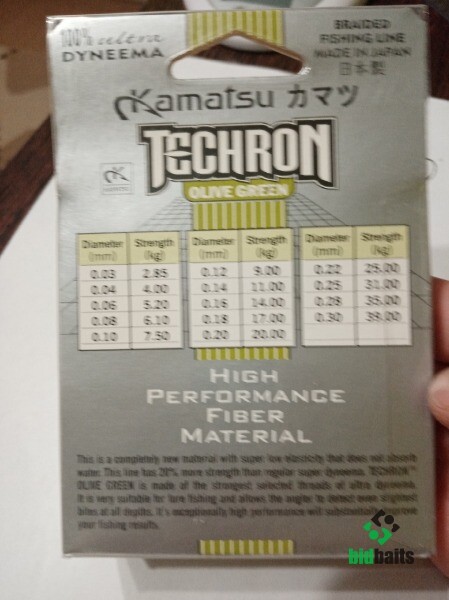 100% ultra
DYNEEMA
BRAIDED
FISHING LINE
MADE IN JAPAN
日本製
Kamatsu カマツ
TECHRON
OLIVE GREEN
Diameter (mm) Strength (kg)
0.03 2.85
0.04 4.00
0.06 5.20
0.08 6.10
0.10 7.50
Diameter (mm) Strength (kg)
0.12 9.00
0.14 11.00
0.16 14.00
0.18 17.00
0.20 20.00
Diameter (mm) Strength (kg)
0.22 25.00
0.25 31.00
0.28 35.00
0.30 39.00
HIGH
PERFORMANCE
FIBER
MATERIAL
This is a completely new material with super low elasticity that does not absorb
water. This line has 20% more strength than regular super dyneema. TECHRON™
OLIVE GREEN is made of the strongest selected threads of ultra dyneema.
It is very suitable for lure fishing and allows the angler to detect even slightest
bites at all depths. It's exceptionally high performance will
your fishing results.
bidbaits